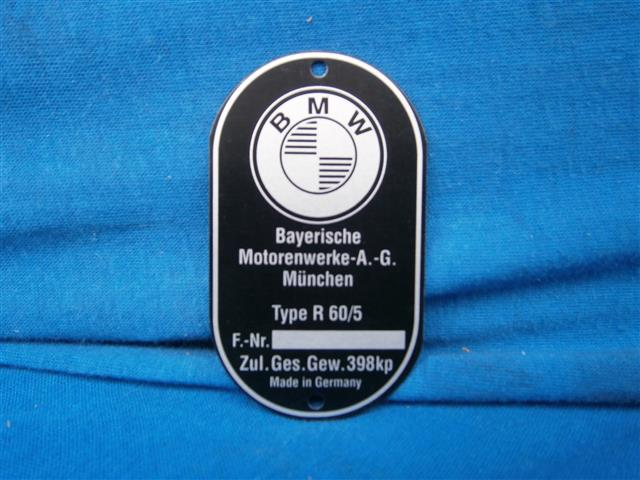 BMW
Bayerische
Motorenwerke-A.-G.
München
Type R 60/5
F.-Nr.
Zul.Ges.Gew.398kp
Made in Germany